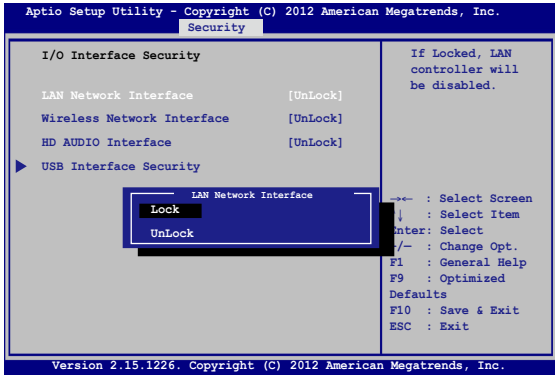 Aptio Setup Utility - Copyright (C) 2012 American Megatrends, Inc.
Security
I/O Interface Security
LAN Network Interface [UnLock]
Wireless Network Interface [UnLock]
HD AUDIO Interface [UnLock]
USB Interface Security
LAN Network Interface
Lock
UnLock
If Locked, LAN
controller will
be disabled.
→← : Select Screen
↓ : Select Item
Enter: Select
/— : Change Opt.
F1 : General Help
F9 : Optimized
Defaults
F10 : Save & Exit
ESC : Exit
Version 2.15.1226. Copyright (C) 2012 American Megatrends, Inc.